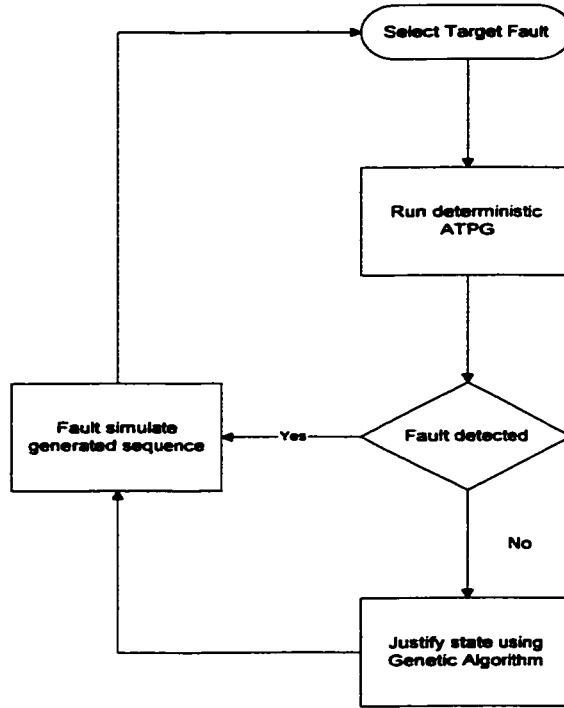 Select Target Fault
Run deterministic
ATPG
Fault simulate
generated sequence
Yes
Fault detected
No
Justify state using
Genetic Algorithm